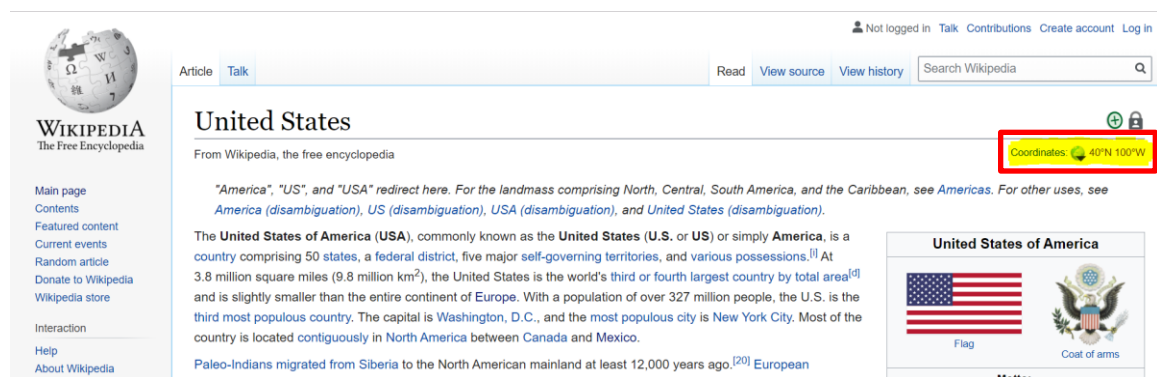 Not logged in Talk Contributions Create account Log in
Article Talk Read View source View history Search Wikipedia
WIKIPEDIA
The Free Encyclopedia
United States
From Wikipedia, the free encyclopedia
Coordinates: 40°N 100°W
"America", "US", and "USA" redirect here. For the landmass comprising North, Central, South America, and the Caribbean, see Americas. For other uses, see
America (disambiguation), US (disambiguation), USA (disambiguation), and United States (disambiguation).
The United States of America (USA), commonly known as the United States (U.S. or US) or simply America, is a
country comprising 50 states, a federal district, five major self-governing territories, and various possessions.[i] At
3.8 million square miles (9.8 million km2), the United States is the world's third or fourth largest country by total area[d]
and is slightly smaller than the entire continent of Europe. With a population of over 327 million people, the U.S. is the
third most populous country. The capital is Washington, D.C., and the most populous city is New York City. Most of the
country is located contiguously in North America between Canada and Mexico.
Paleo-Indians migrated from Siberia to the North American mainland at least 12,000 years ago.[20] European
Main page
Contents
Featured content
Current events
Random article
Donate to Wikipedia
Wikipedia store
Interaction
Help
About Wikipedia
United States of America
Flag
Coat of arms